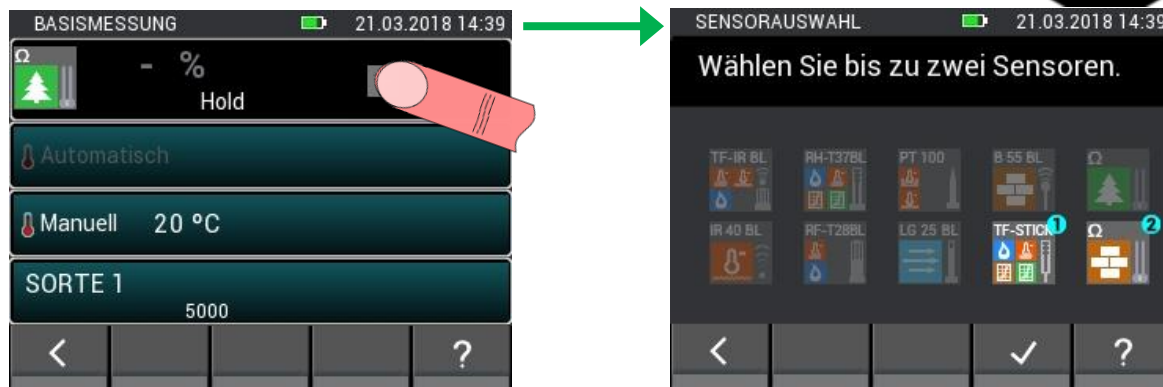 BASISMESSUNG 21.03.2018 14:39
Ω
- %
Hold
Automatisch
Manuell 20 ºC
SORTE 1
5000
< ?
SENSORAUSWAHL 21.03.2018 14:39
Wählen Sie bis zu zwei Sensoren.
TF-IR BL RH-T37BL PT 100 B 55 BL Ω
IR 40 BL RF-T28BL LG 25 BL TF-STICK 1 Ω 2
< ✓ ?